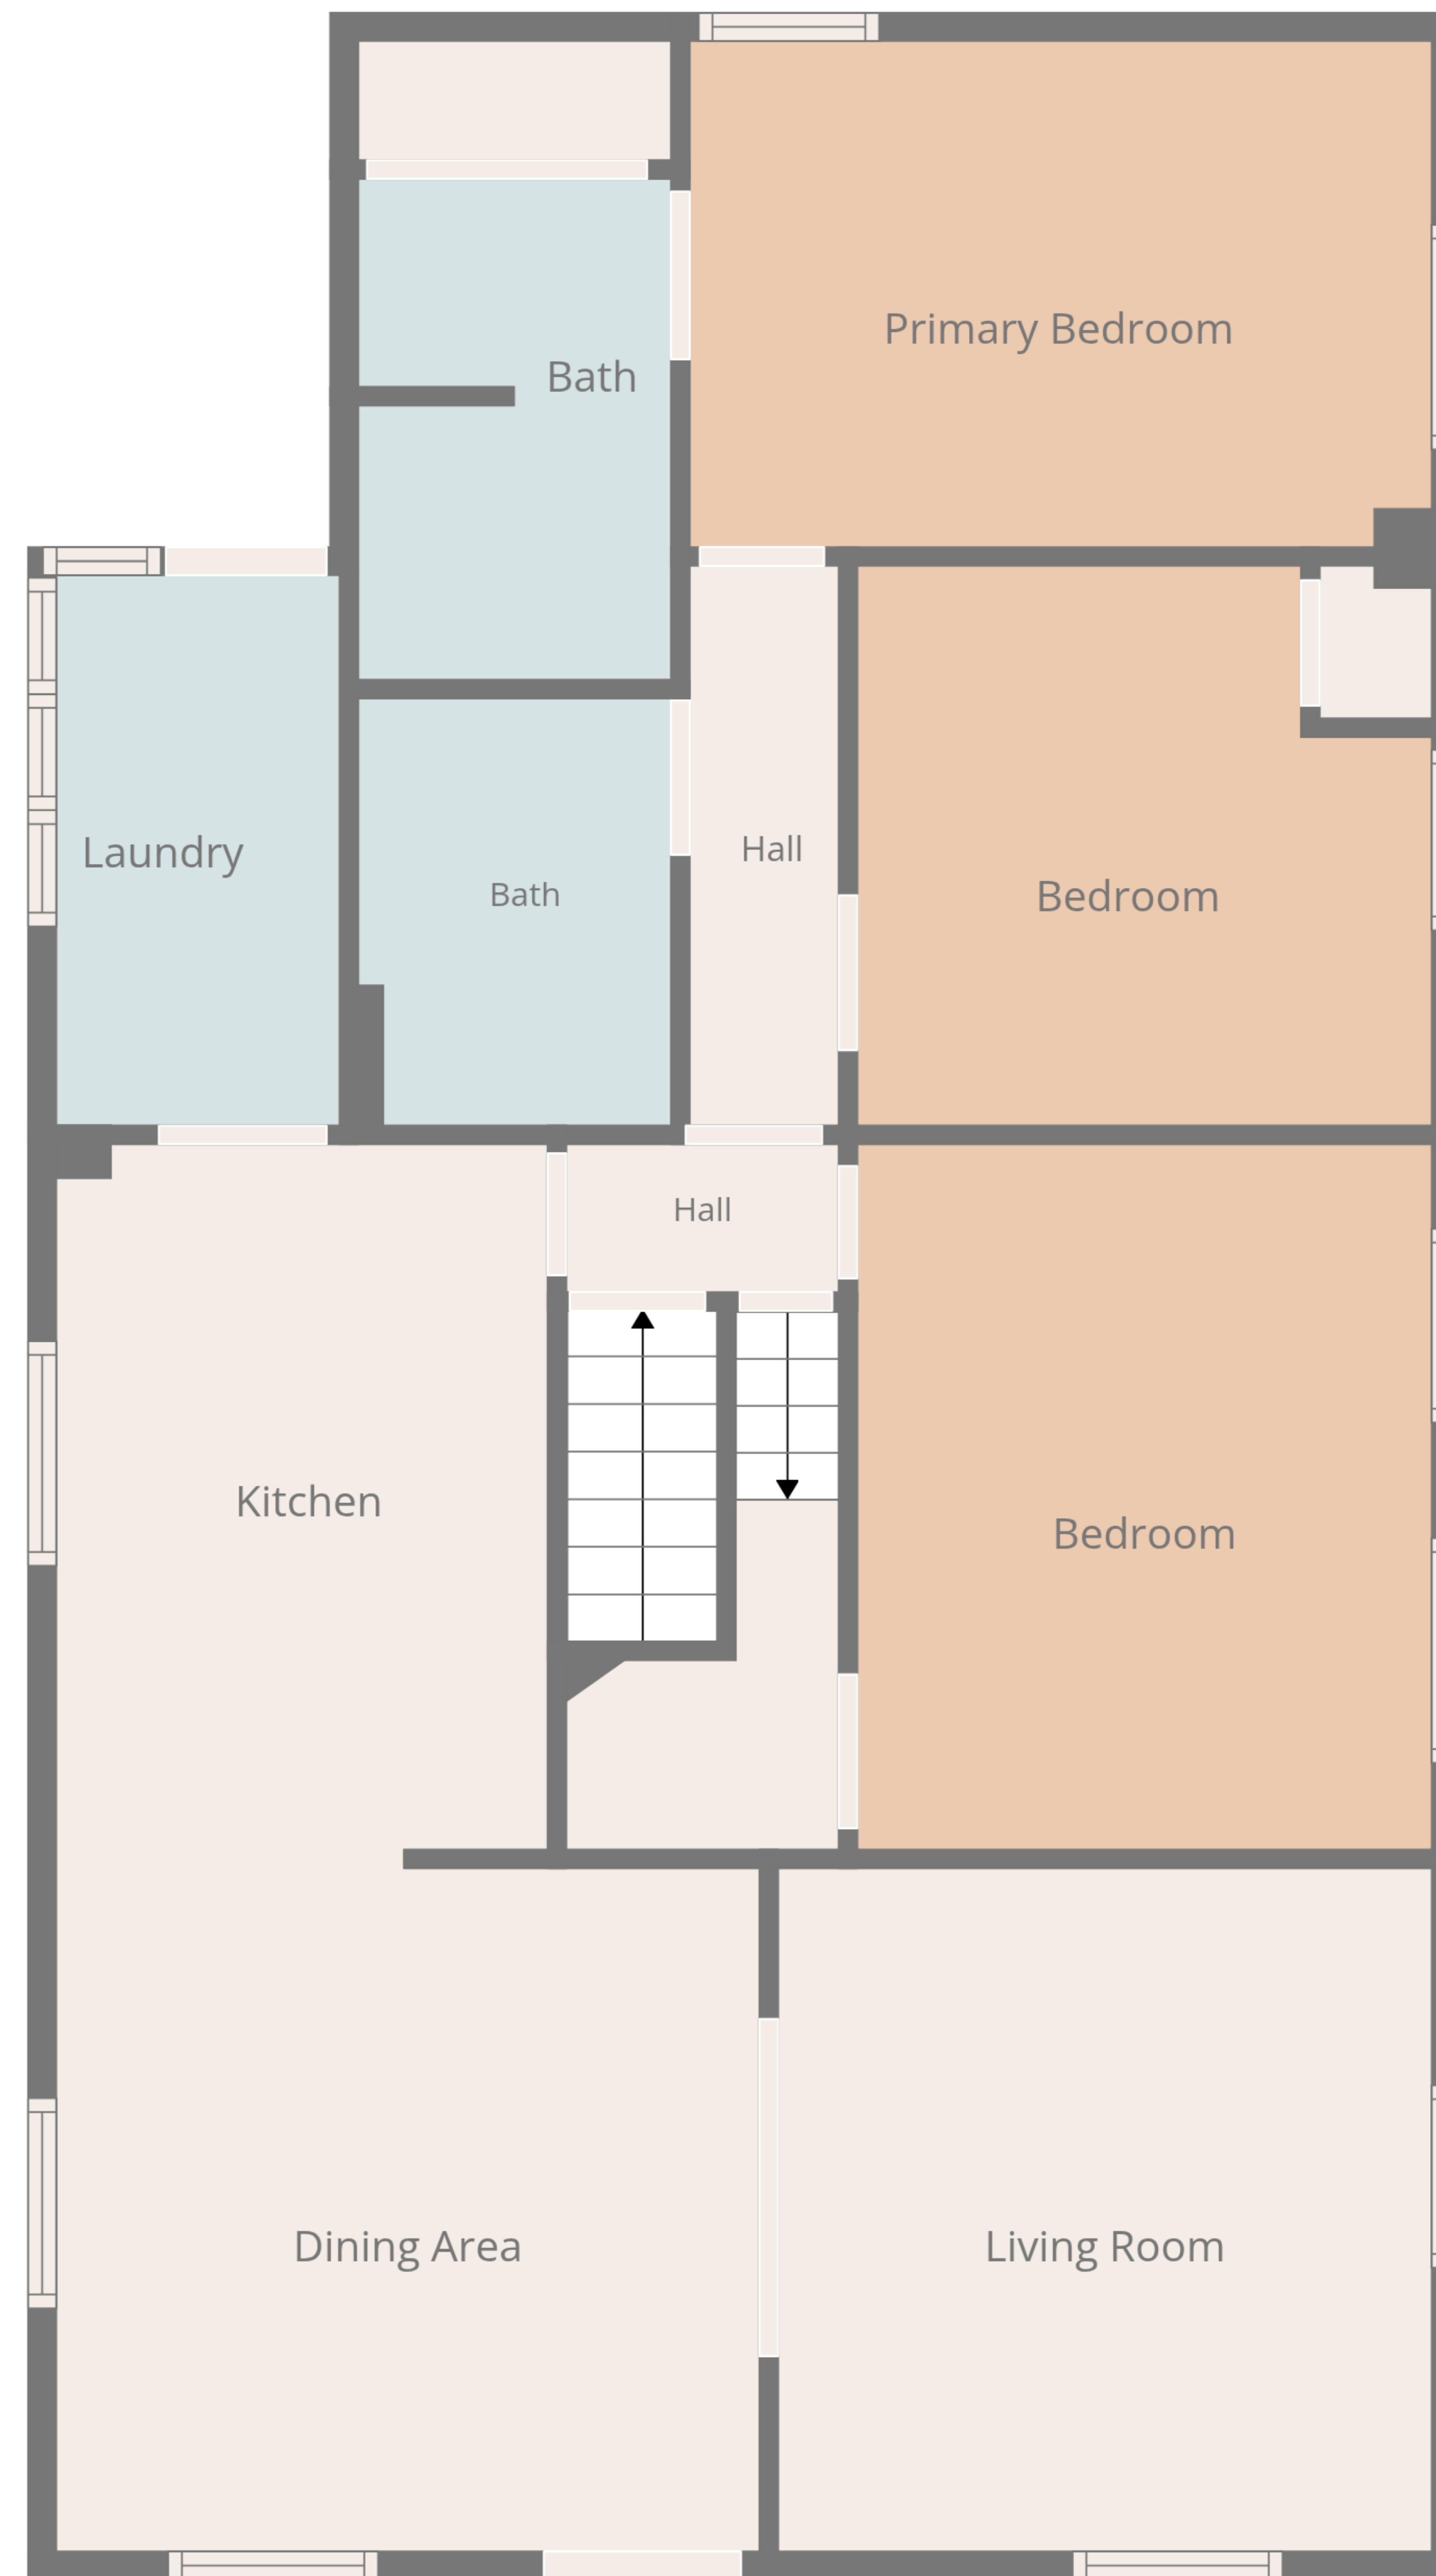 Primary Bedroom
Bath
Laundry
Bath
Hall
Bedroom
Hall
Kitchen
Bedroom
Dining Area
Living Room